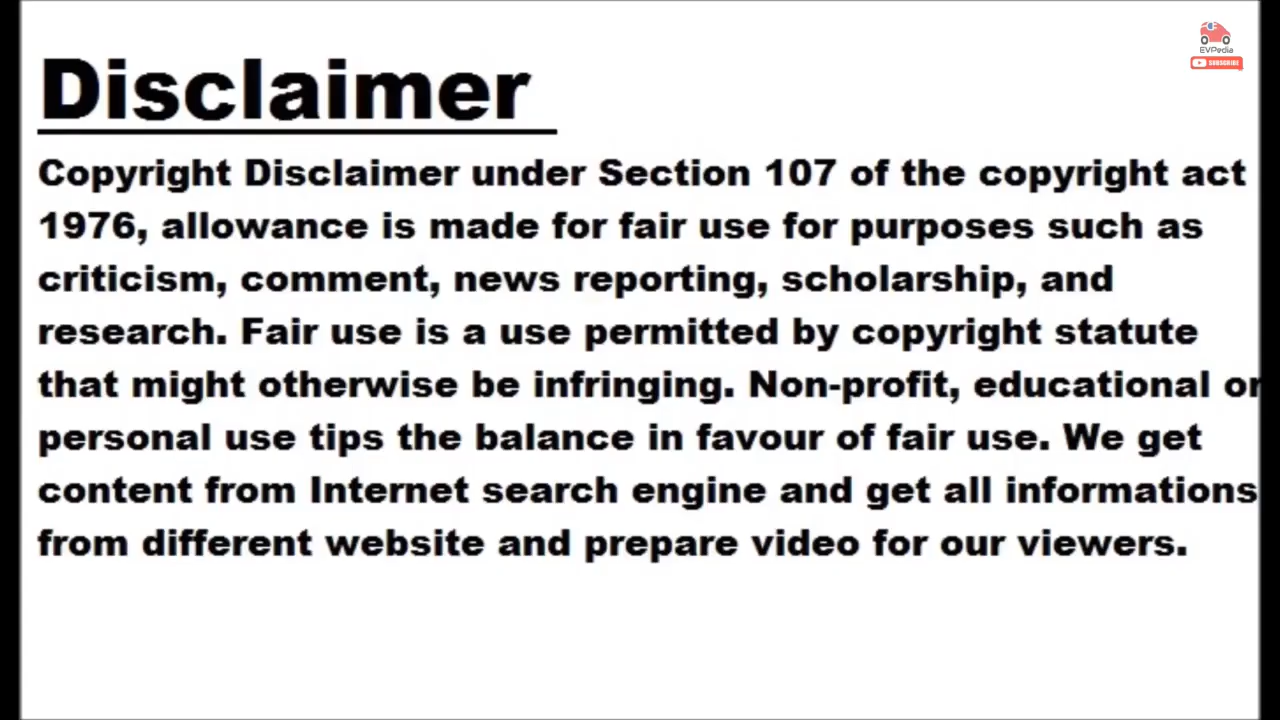 EVPedia
SUBSCRIBE
Disclaimer
Copyright Disclaimer under Section 107 of the copyright act
1976, allowance is made for fair use for purposes such as
criticism, comment, news reporting, scholarship, and
research. Fair use is a use permitted by copyright statute
that might otherwise be infringing. Non-profit, educational or
personal use tips the balance in favour of fair use. We get
content from Internet search engine and get all informations
from different website and prepare video for our viewers.